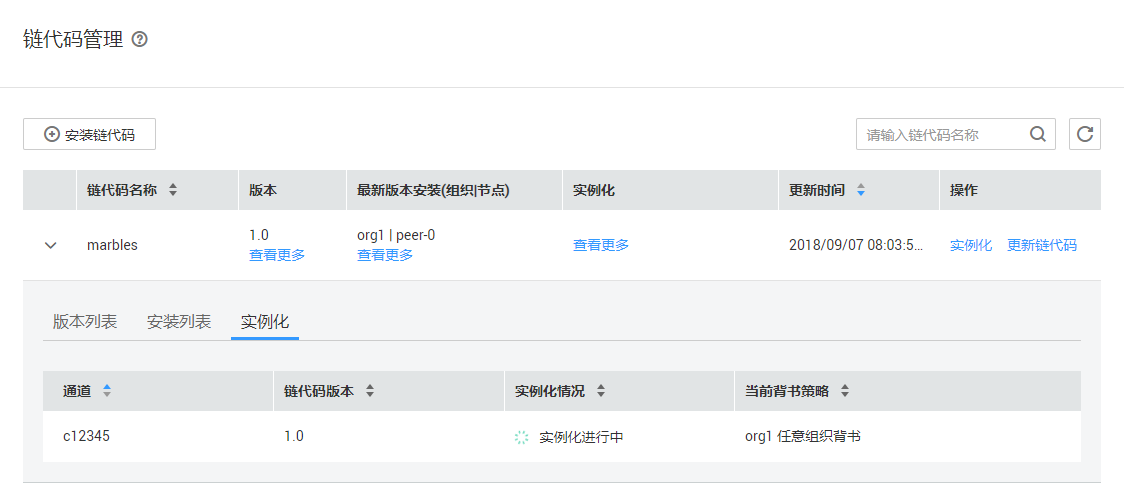 链代码管理
安装链代码
请输入链代码名称
链代码名称 版本 最新版本安装(组织|节点) 实例化 更新时间 操作
marbles 1.0 查看更多 org1 | peer-0 查看更多 查看更多 2018/09/07 08:03:5... 实例化 更新链代码
版本列表 安装列表 实例化
通道 链代码版本 实例化情况 当前背书策略
c12345 1.0 实例化进行中 org1 任意组织背书